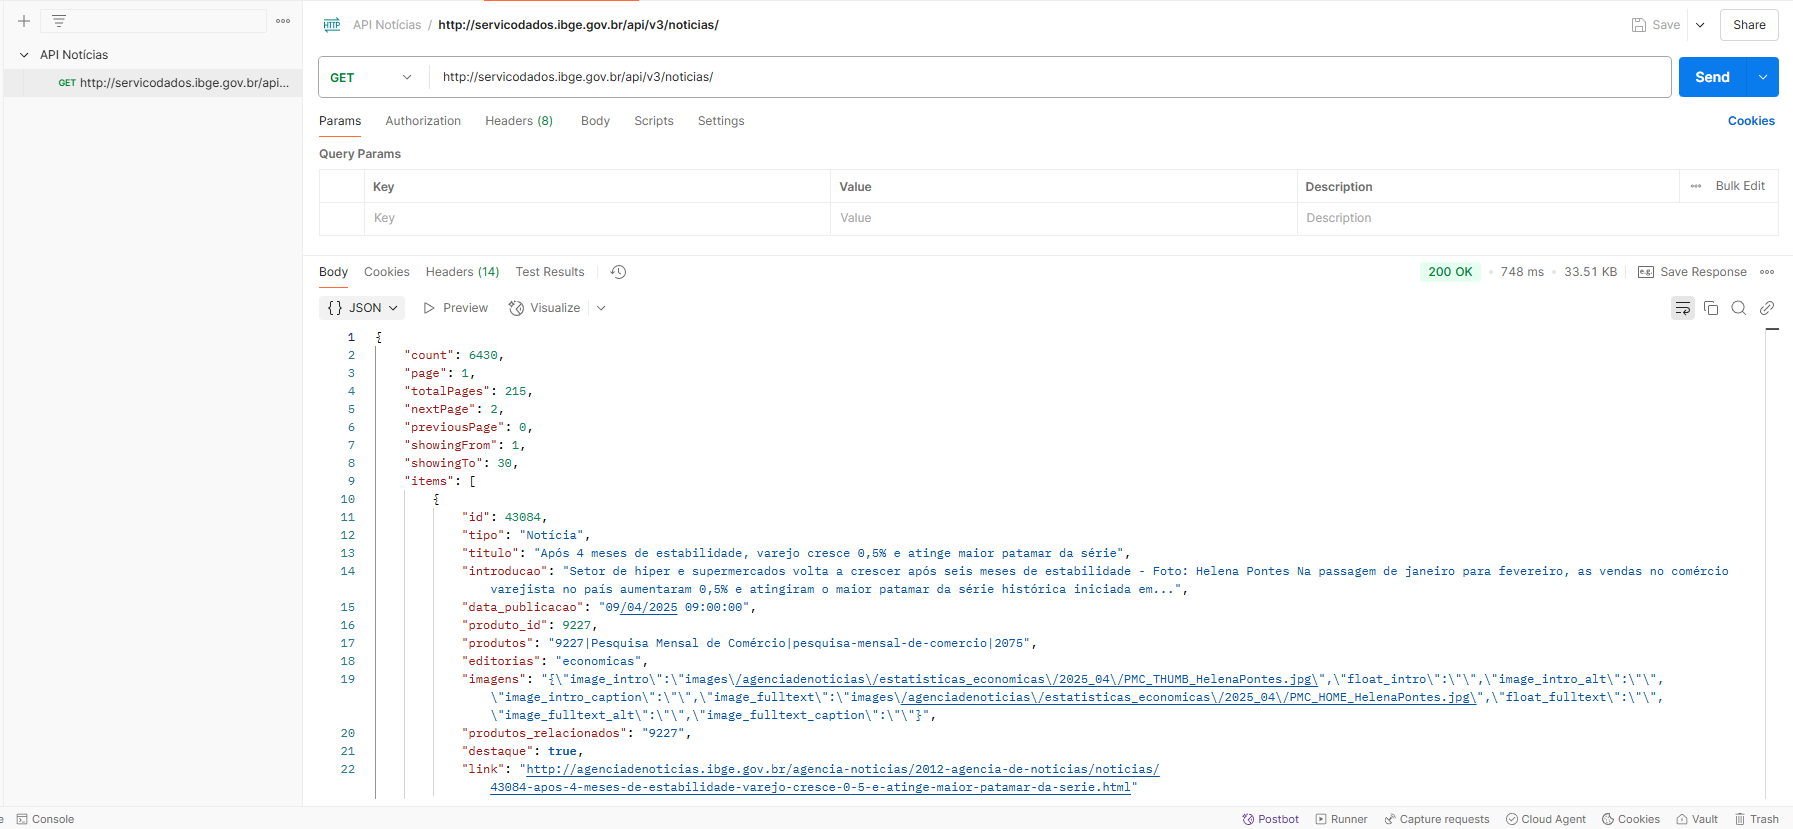 API Notícias / http://servicodados.ibge.gov.br/api/v3/noticias/
Save
Share
API Notícias
GET http://servicodados.ibge.gov.br/api...
GET http://servicodados.ibge.gov.br/api/v3/noticias/
Send
Params Authorization Headers (8) Body Scripts Settings
Cookies
Query Params
Key Value Description Bulk Edit
Key Value Description
Body Cookies Headers (14) Test Results
200 OK • 748 ms • 33.51 KB e.g. Save Response
{} JSON Preview Visualize
1 {
2 "count": 6430,
3 "page": 1,
4 "totalPages": 215,
5 "nextPage": 2,
6 "previousPage": 0,
7 "showingFrom": 1,
8 "showingTo": 30,
9 "items": [
10 {
11 "id": 43084,
12 "tipo": "Notícia",
13 "titulo": "Após 4 meses de estabilidade, varejo cresce 0,5% e atinge maior patamar da série",
14 "introducao": "Setor de hiper e supermercados volta a crescer após seis meses de estabilidade - Foto: Helena Pontes Na passagem de janeiro para fevereiro, as vendas no comércio
varejista no país aumentaram 0,5% e atingiram o maior patamar da série histórica iniciada em...",
15 "data_publicacao": "09/04/2025 09:00:00",
16 "produto_id": 9227,
17 "produtos": "9227|Pesquisa Mensal de Comércio|pesquisa-mensal-de-comercio|2075",
18 "editorias": "economicas",
19 "imagens": "{\"image_intro\":\"images\/agenciadenoticias\/estatisticas_economicas\/2025_04\/PMC_THUMB_HelenaPontes.jpg\",\"float_intro\":\"\",\"image_intro_alt\":\"\",
\"image_intro_caption\":\"\",\"image_fulltext\":\"images\/agenciadenoticias\/estatisticas_economicas\/2025_04\/PMC_HOME_HelenaPontes.jpg\",\"float_fulltext\":\"\",
\"image_fulltext_alt\":\"\",\"image_fulltext_caption\":\"\"}",
20 "produtos_relacionados": "9227",
21 "destaque": true,
22 "link": "http://agenciadenoticias.ibge.gov.br/agencia-noticias/2012-agencia-de-noticias/noticias/
43084-apos-4-meses-de-estabilidade-varejo-cresce-0-5-e-atinge-maior-patamar-da-serie.html"
Console
Postbot Runner Capture requests Cloud Agent Cookies Vault Trash